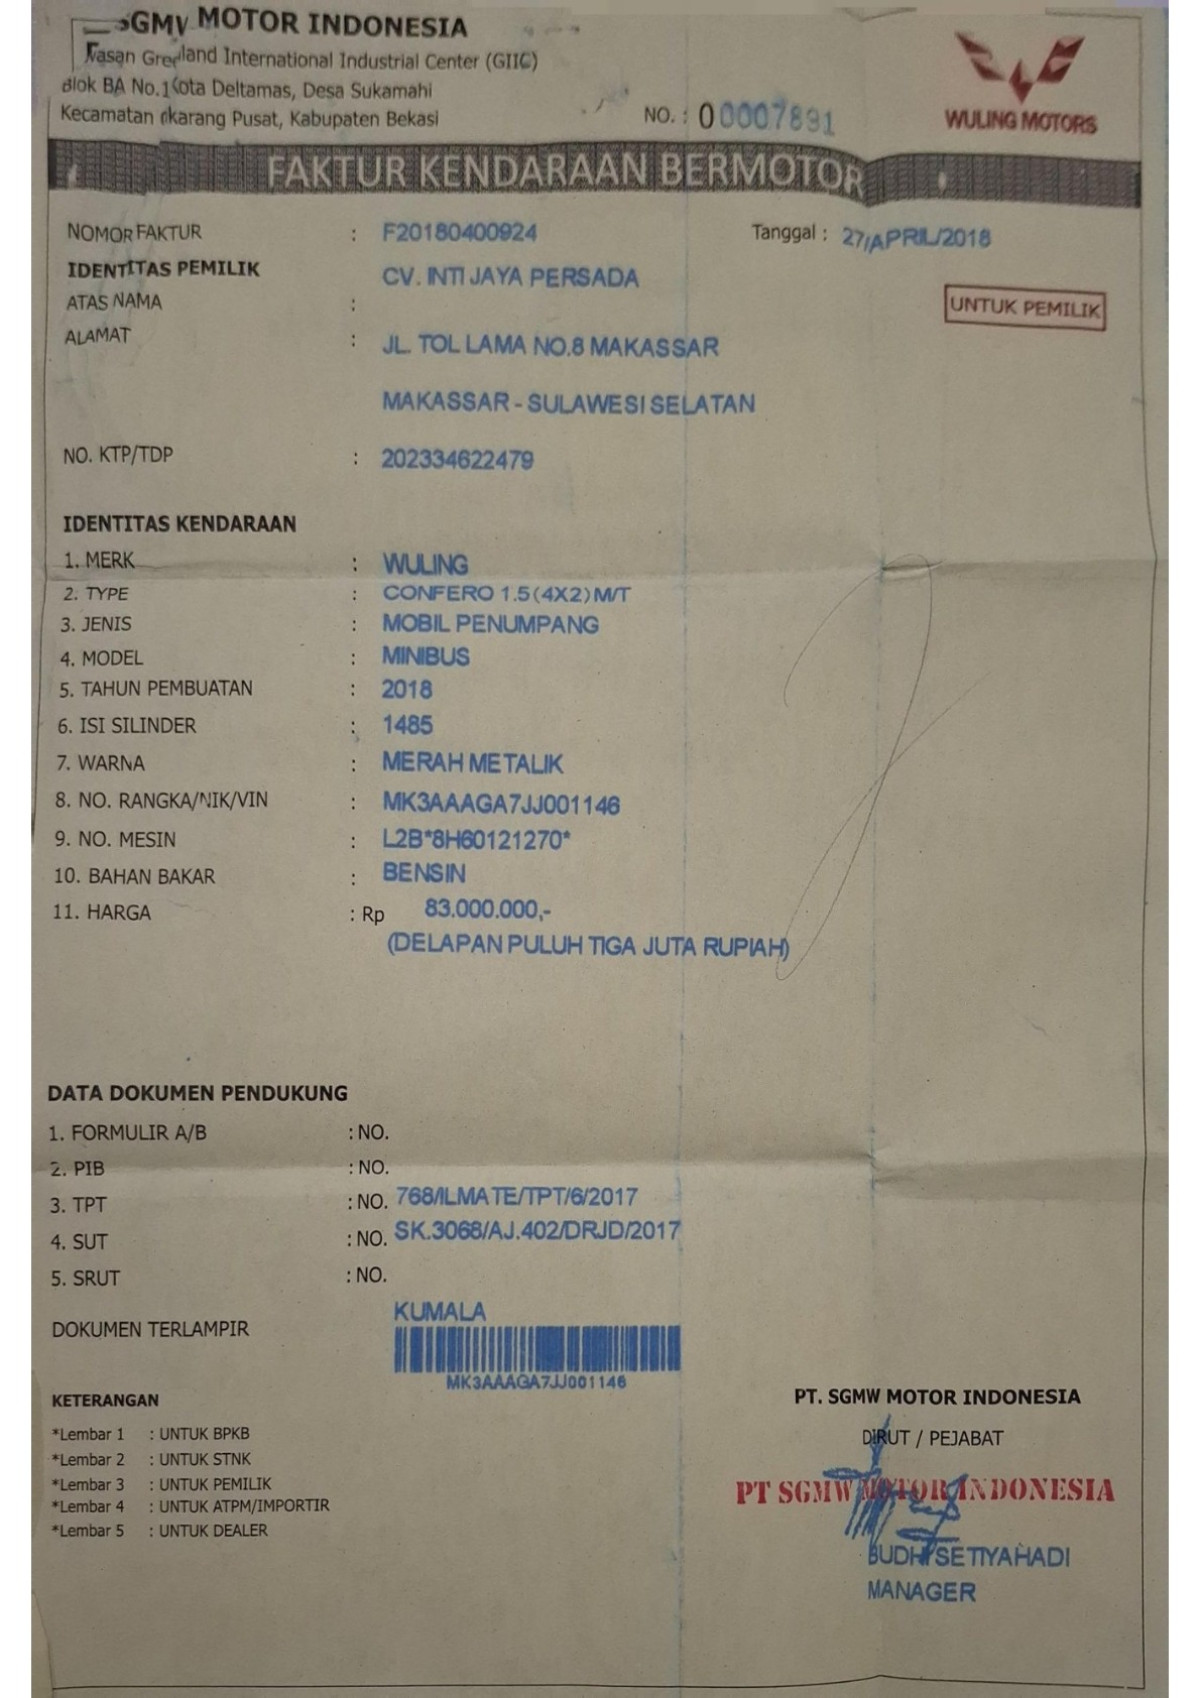 SGMW MOTOR INDONESIA
Kawasan Greenland International Industrial Center (GIIC)
Blok BA No.1 Kota Deltamas, Desa Sukamahi
Kecamatan Cikarang Pusat, Kabupaten Bekasi
NO. : 00007891
WULING MOTORS
FAKTUR KENDARAAN BERMOTOR
NOMOR FAKTUR : F20180400924 Tanggal : 27/APRIL/2018
IDENTITAS PEMILIK
CV. INTI JAYA PERSADA
ATAS NAMA :
UNTUK PEMILIK
ALAMAT : JL. TOL LAMA NO.8 MAKASSAR
MAKASSAR - SULAWESI SELATAN
NO. KTP/TDP : 202334622479
IDENTITAS KENDARAAN
1. MERK : WULING
2. TYPE : CONFERO 1.5 (4X2) M/T
3. JENIS : MOBIL PENUMPANG
4. MODEL : MINIBUS
5. TAHUN PEMBUATAN : 2018
6. ISI SILINDER : 1485
7. WARNA : MERAH METALIK
8. NO. RANGKA/NIK/VIN : MK3AAAGA7JJ001146
9. NO. MESIN : L2B*8H60121270*
10. BAHAN BAKAR : BENSIN
11. HARGA : Rp 83.000.000,-
(DELAPAN PULUH TIGA JUTA RUPIAH)
DATA DOKUMEN PENDUKUNG
1. FORMULIR A/B : NO.
2. PIB : NO.
3. TPT : NO. 768/ILMATE/TPT/6/2017
4. SUT : NO. SK.3068/AJ.402/DRJD/2017
5. SRUT : NO.
KUMALA
DOKUMEN TERLAMPIR
MK3AAAGA7JJ001146
KETERANGAN
*Lembar 1 : UNTUK BPKB
*Lembar 2 : UNTUK STNK
*Lembar 3 : UNTUK PEMILIK
*Lembar 4 : UNTUK ATPM/IMPORTIR
*Lembar 5 : UNTUK DEALER
PT. SGMW MOTOR INDONESIA
DIRUT / PEJABAT
PT SGMW MOTOR INDONESIA
BUDHI SETIYAHADI
MANAGER